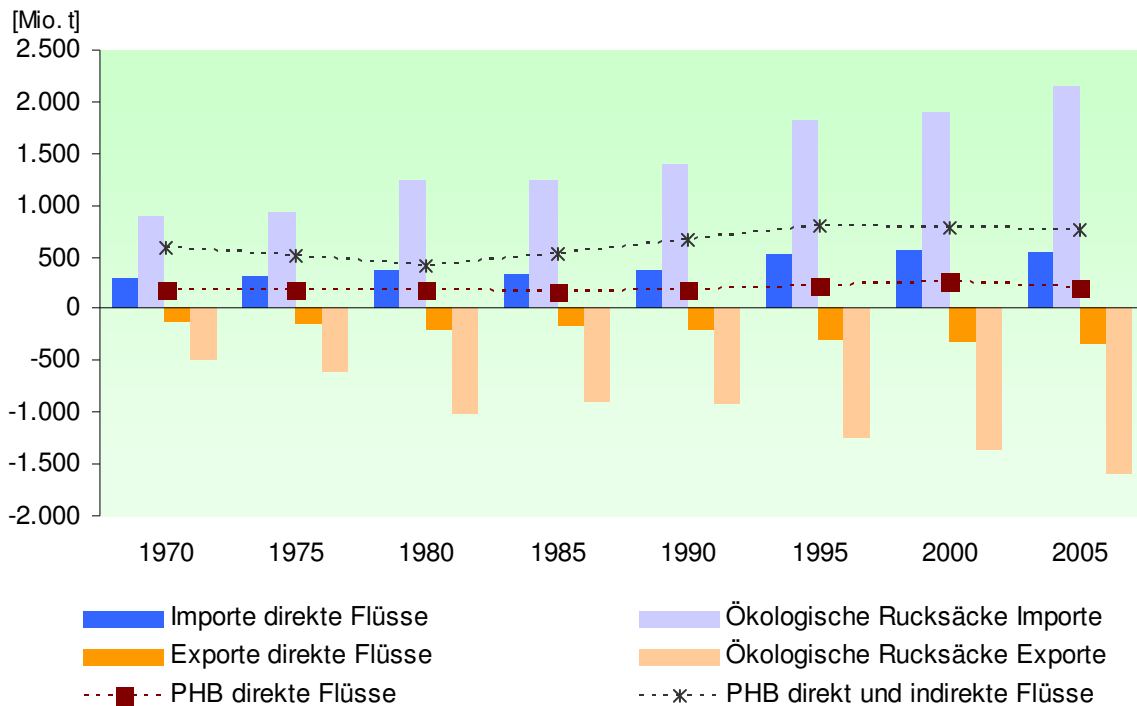 [Mio. t]
2.500
2.000
1.500
1.000
500
0
-500
-1.000
-1.500
-2.000
1970 1975 1980 1985 1990 1995 2000 2005
Importe direkte Flüsse Ökologische Rucksäcke Importe
Exporte direkte Flüsse Ökologische Rucksäcke Exporte
PHB direkte Flüsse PHB direkt und indirekte Flüsse